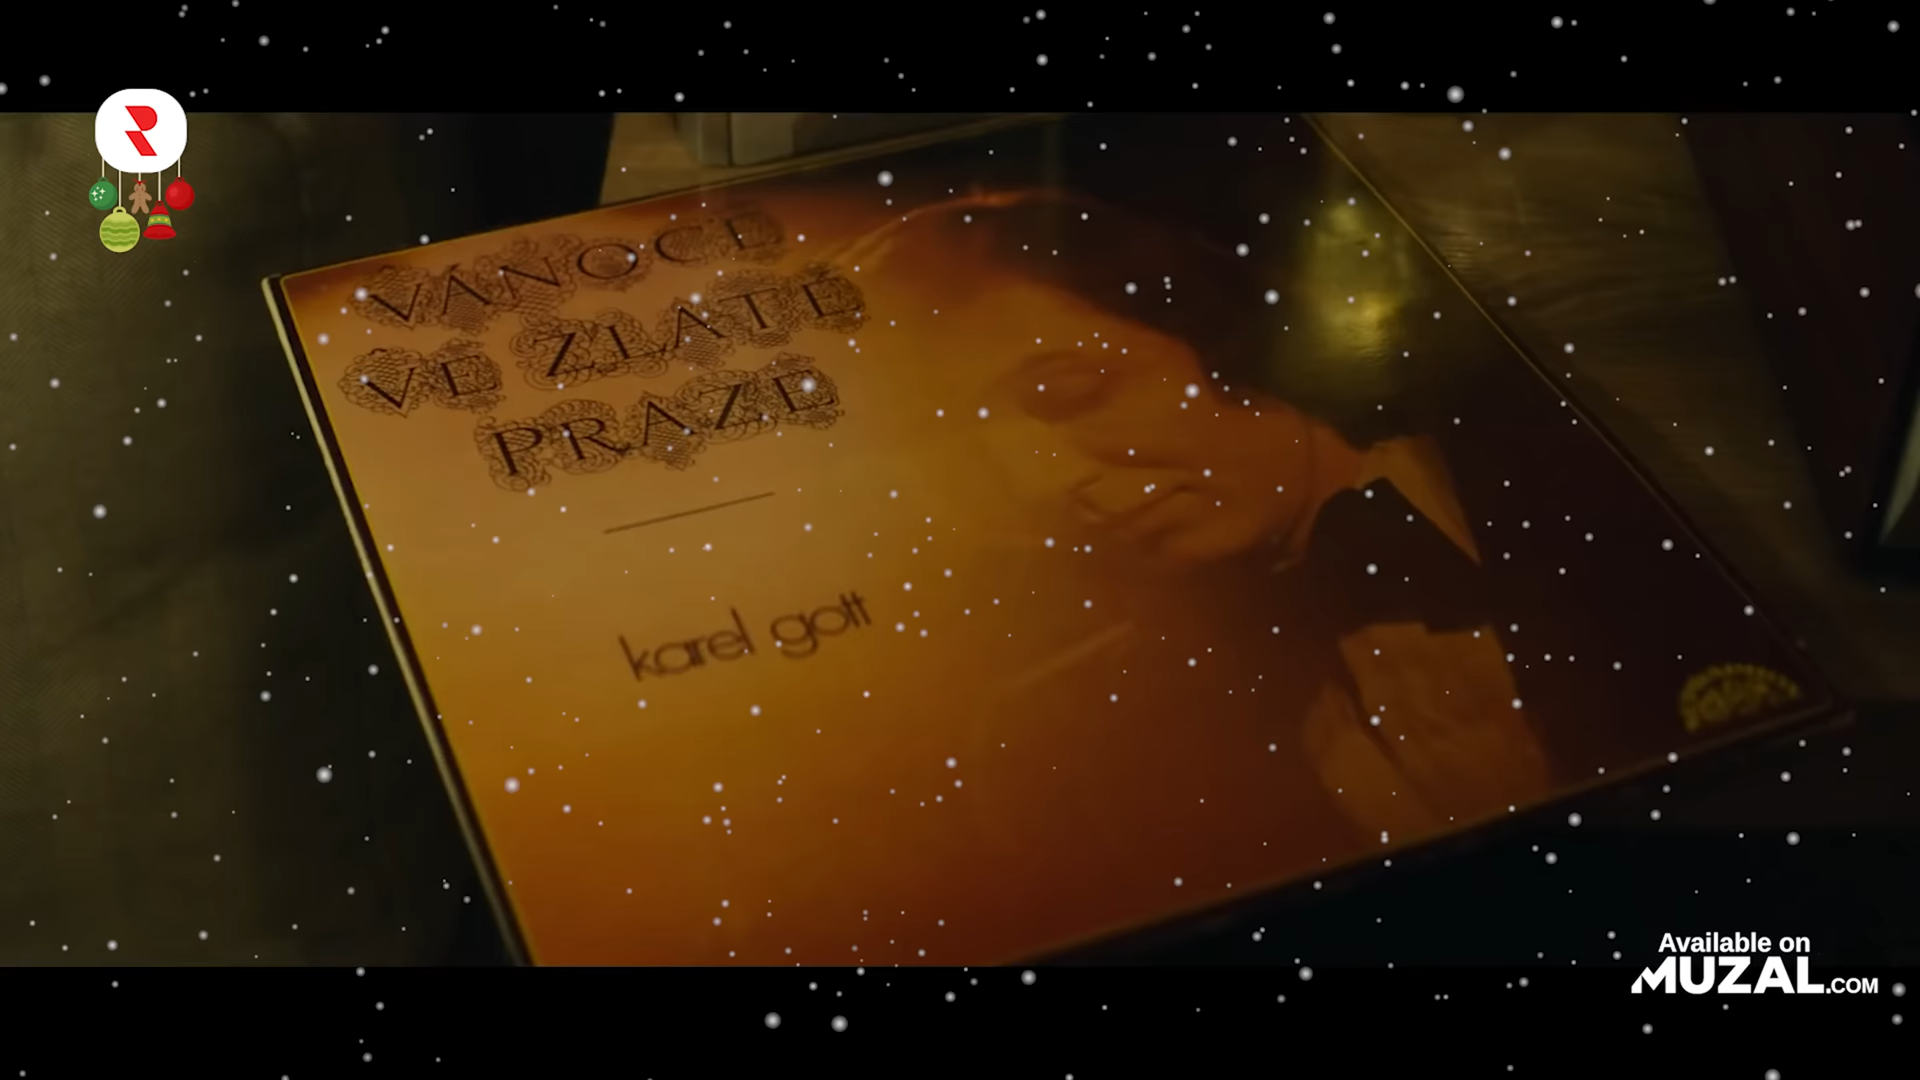 VÁNOCE
VE ZLATÉ
PRAZE
karel gott
Available on
MUZAL.COM